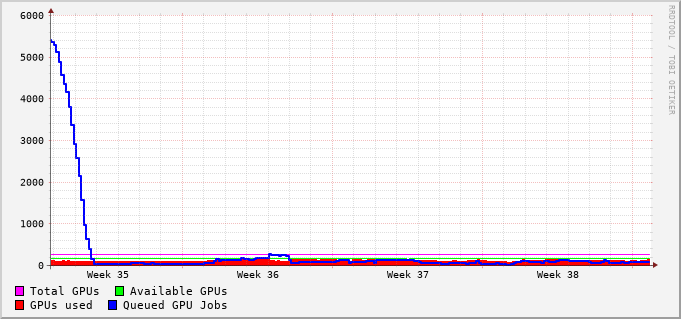 6000
5000
4000
3000
2000
1000
0
Week 35 Week 36 Week 37 Week 38
Total GPUs Available GPUs
GPUs used Queued GPU Jobs
RRDTOOL / TOBI OETIKER